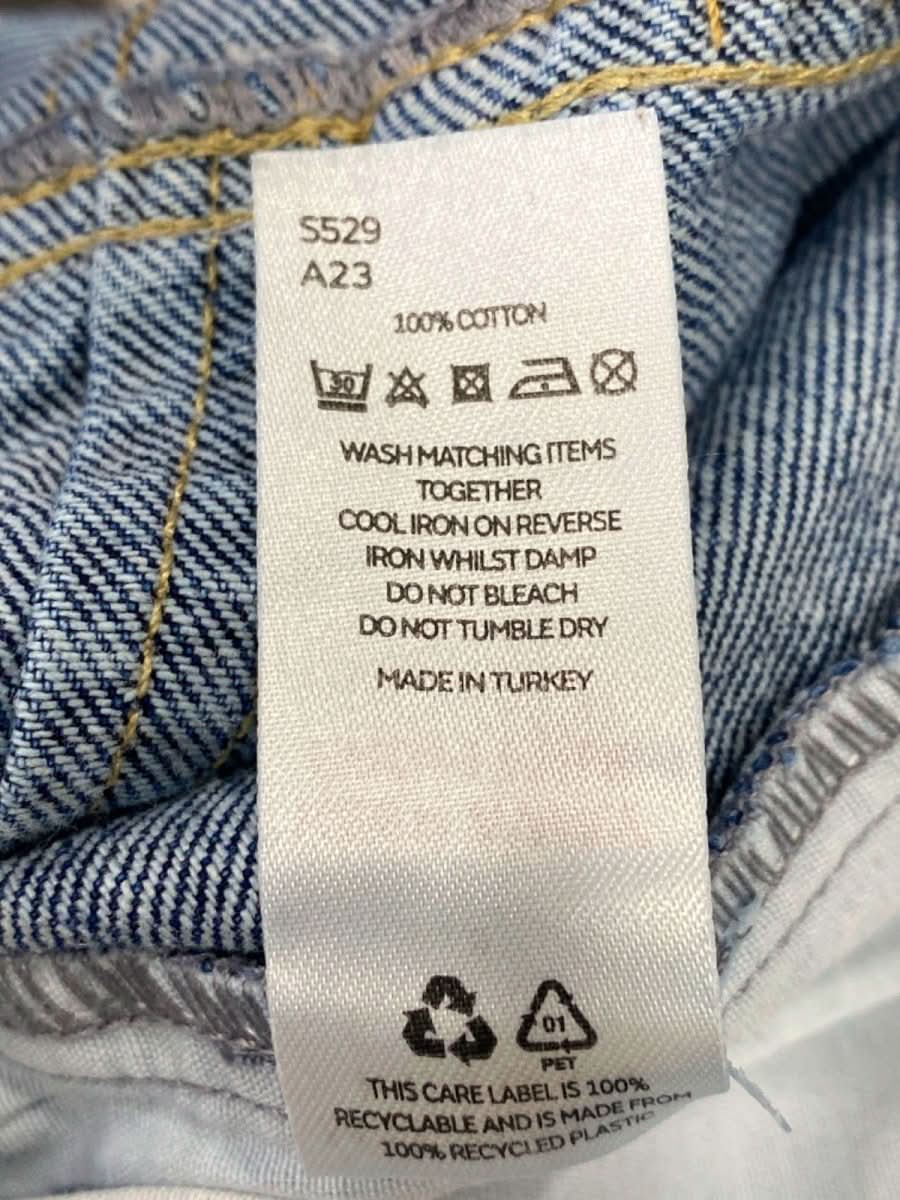 S529
A23
100% COTTON
30
WASH MATCHING ITEMS
TOGETHER
COOL IRON ON REVERSE
IRON WHILST DAMP
DO NOT BLEACH
DO NOT TUMBLE DRY
MADE IN TURKEY
01
PET
THIS CARE LABEL IS 100%
RECYCLABLE AND IS MADE FROM
100% RECYCLED PLASTIC